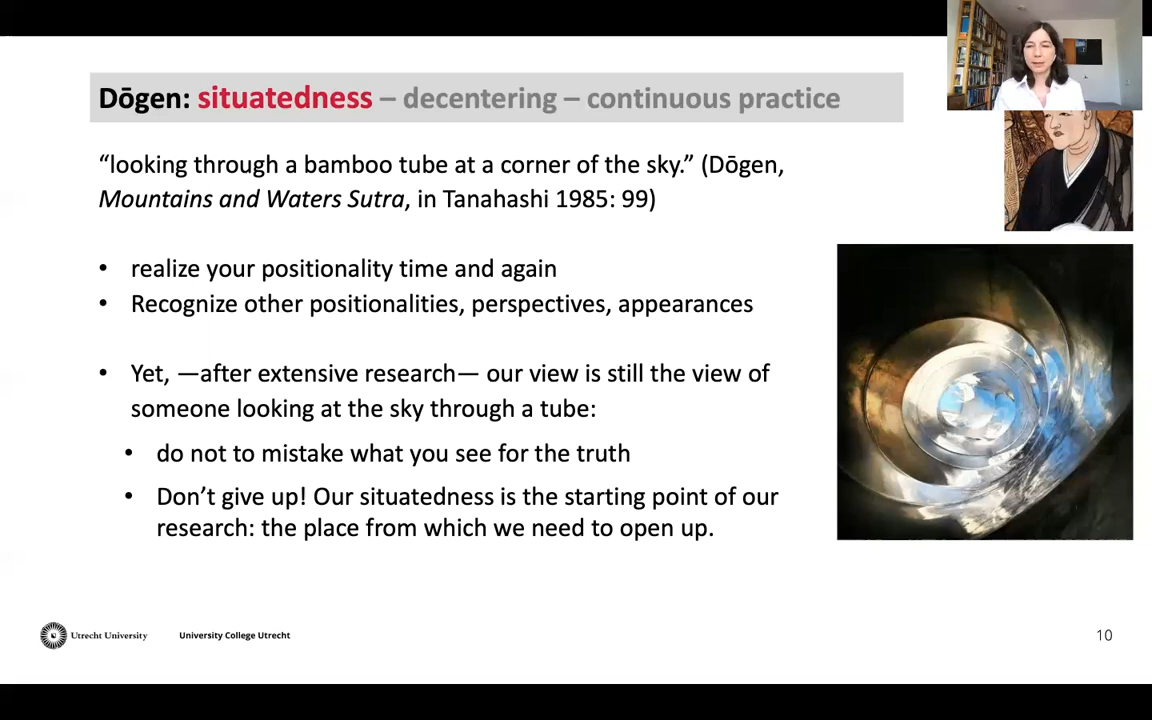 Dōgen: situatedness – decentering – continuous practice
“looking through a bamboo tube at a corner of the sky.” (Dōgen,
Mountains and Waters Sutra, in Tanahashi 1985: 99)
• realize your positionality time and again
• Recognize other positionalities, perspectives, appearances
• Yet, —after extensive research— our view is still the view of
someone looking at the sky through a tube:
• do not to mistake what you see for the truth
• Don’t give up! Our situatedness is the starting point of our
research: the place from which we need to open up.
Utrecht University
University College Utrecht
10